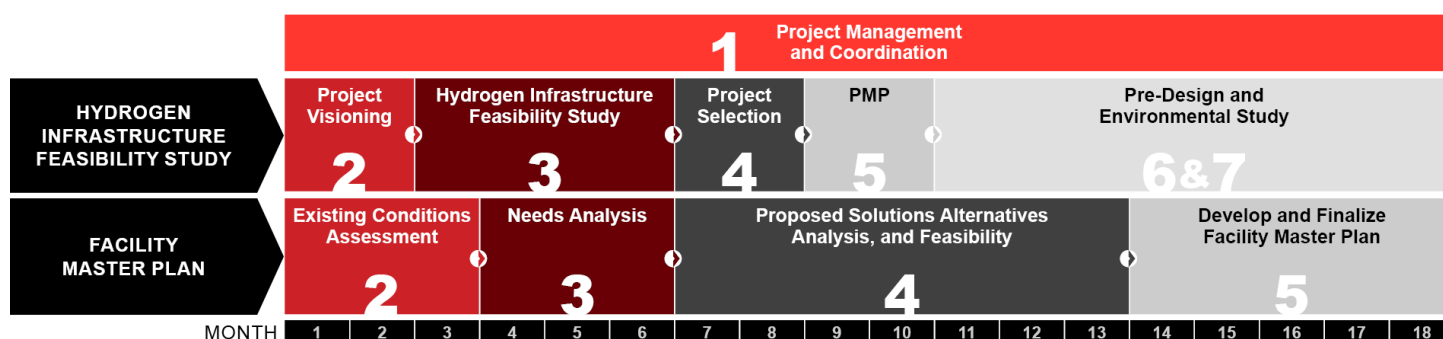 1
Project Management
and Coordination
HYDROGEN
INFRASTRUCTURE
FEASIBILITY STUDY
Project
Visioning
2
Hydrogen Infrastructure
Feasibility Study
3
Project
Selection
4
PMP
5
Pre-Design and
Environmental Study
6&7
FACILITY
MASTER PLAN
Existing Conditions
Assessment
2
Needs Analysis
3
Proposed Solutions Alternatives
Analysis, and Feasibility
4
Develop and Finalize
Facility Master Plan
5
MONTH 1 2 3 4 5 6 7 8 9 10 11 12 13 14 15 16 17 18